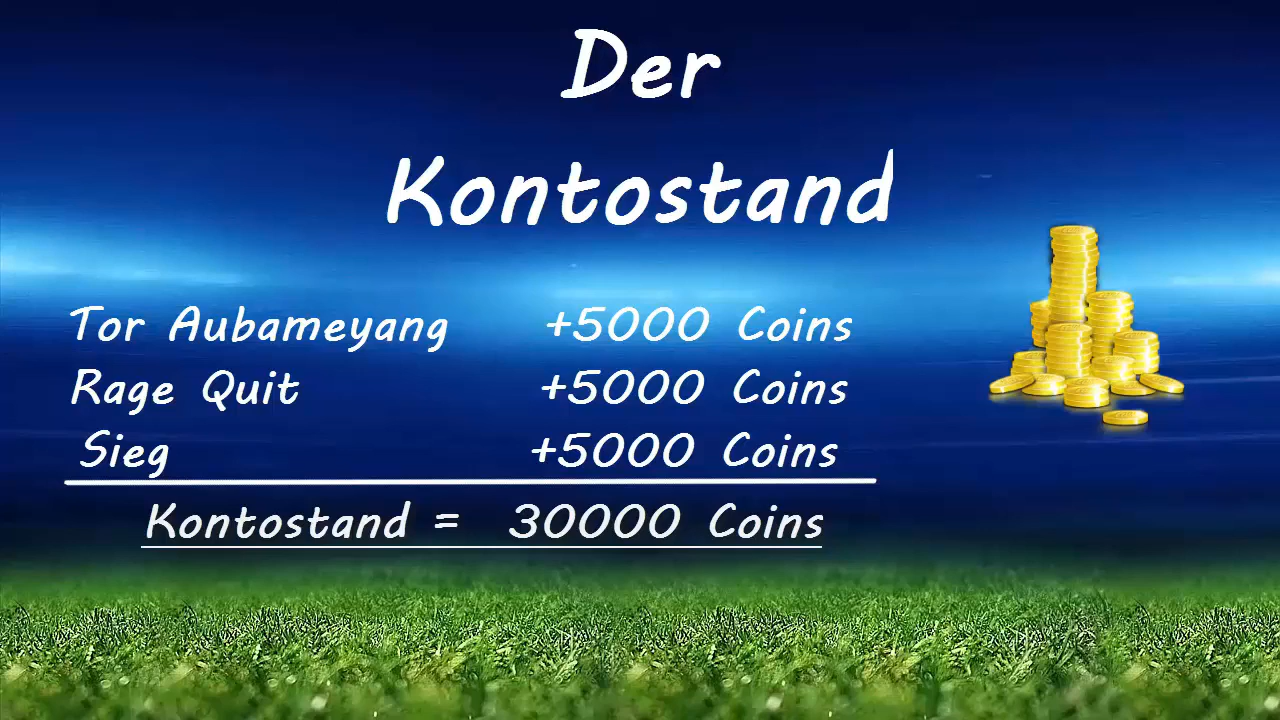 Der
Kontostand
Tor Aubameyang +5000 Coins
Rage Quit +5000 Coins
Sieg +5000 Coins
Kontostand = 30000 Coins